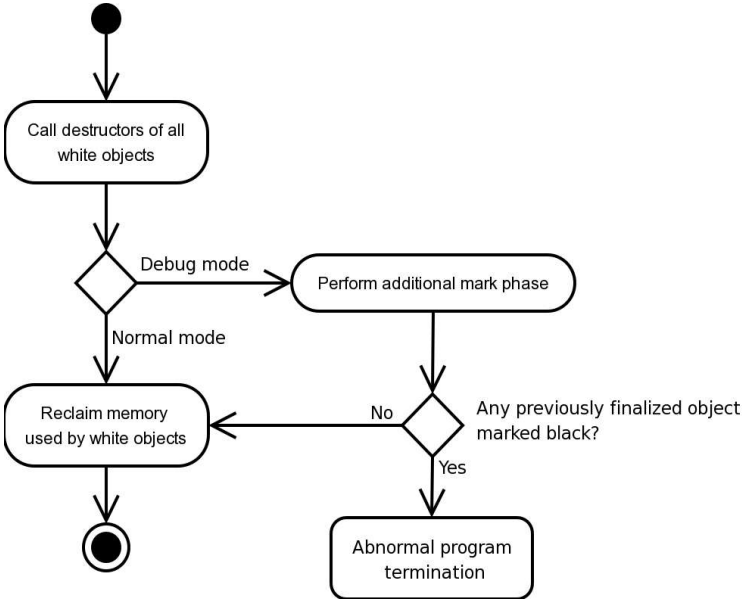 Call destructors of all
white objects
Debug mode
Perform additional mark phase
Normal mode
Reclaim memory
used by white objects
No
Any previously finalized object
marked black?
Yes
Abnormal program
termination